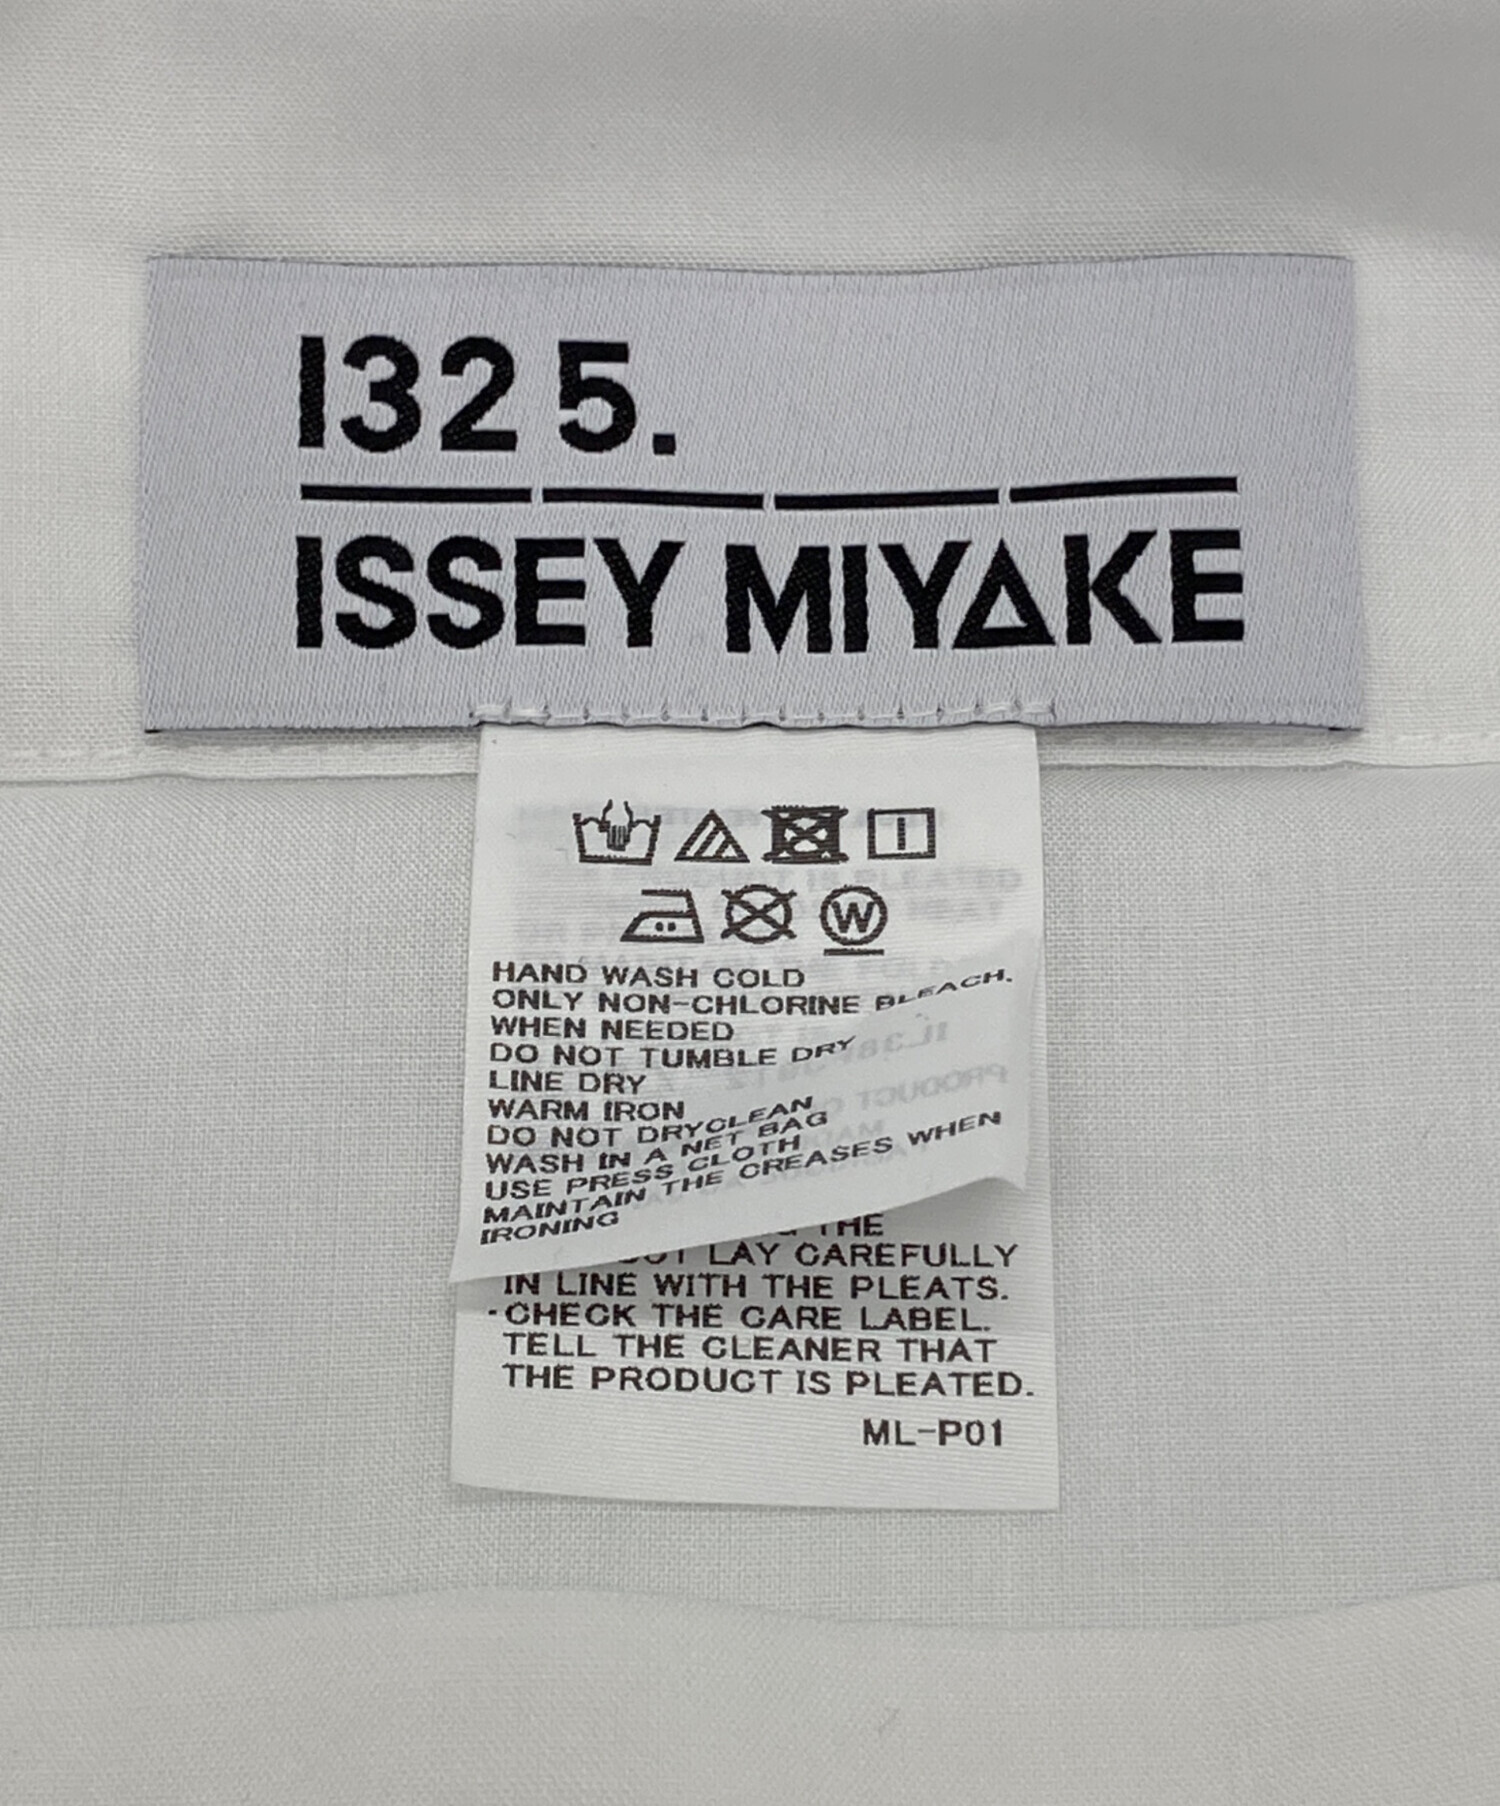 132 5.
ISSEY MIYAKE
W
HAND WASH COLD
ONLY NON-CHLORINE BLEACH.
WHEN NEEDED
DO NOT TUMBLE DRY
LINE DRY
WARM IRON
DO NOT DRYCLEAN
WASH IN A NET BAG
USE PRESS CLOTH
MAINTAIN THE CREASES WHEN
IRONING
THE
LAY CAREFULLY
IN LINE WITH THE PLEATS.
-CHECK THE CARE LABEL.
TELL THE CLEANER THAT
THE PRODUCT IS PLEATED.
ML-P01